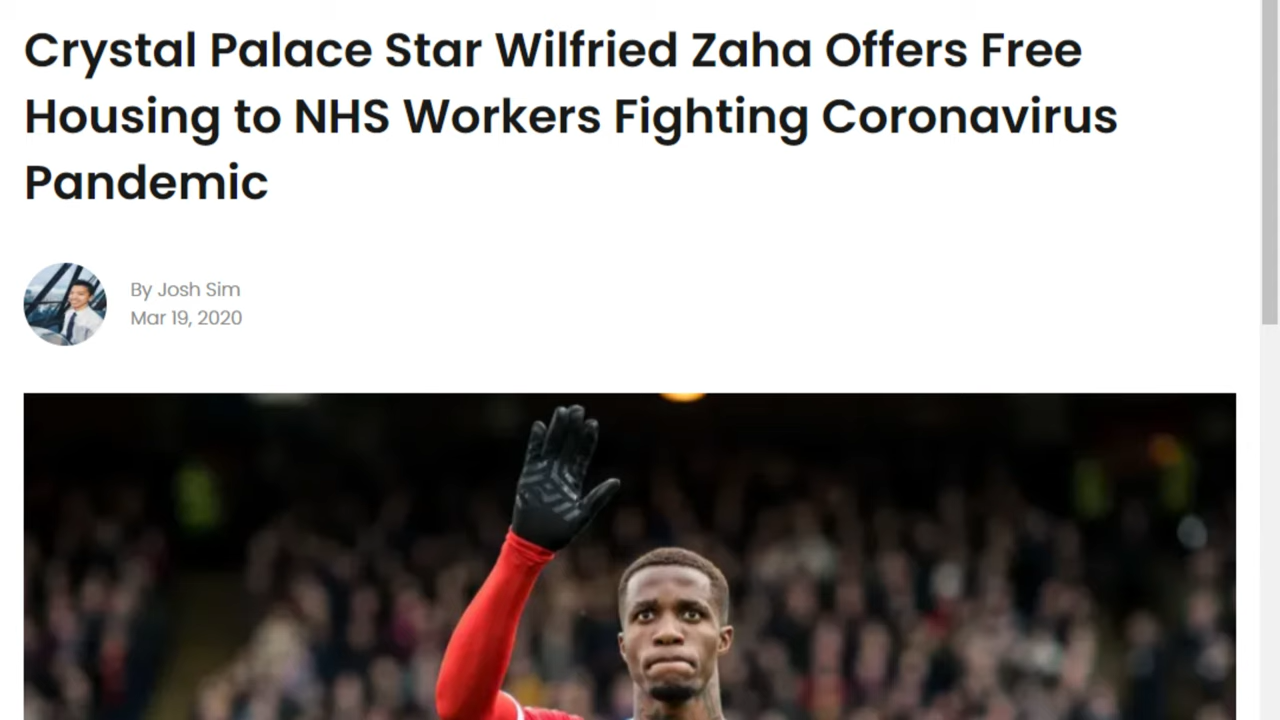 Crystal Palace Star Wilfried Zaha Offers Free
Housing to NHS Workers Fighting Coronavirus
Pandemic
By Josh Sim
Mar 19, 2020